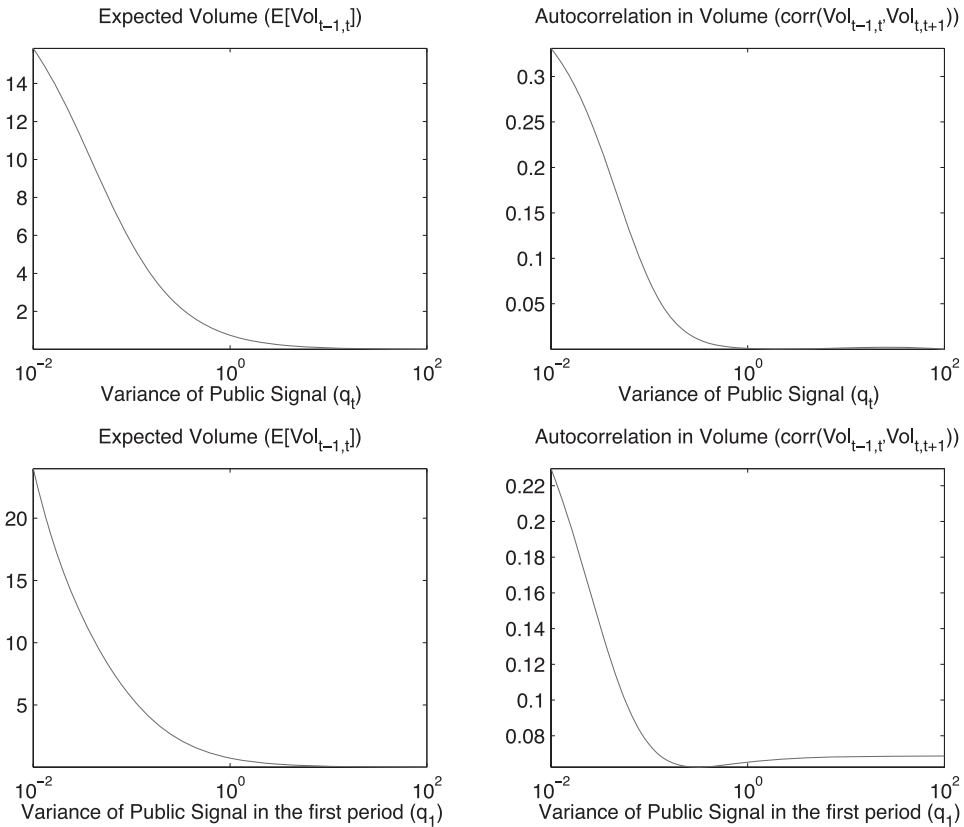 Expected Volume (E[Vol_{t−1,t}])
14
12
10
8
6
4
2
10^{−2} 10^{0} 10^{2}
Variance of Public Signal (q_t)
Autocorrelation in Volume (corr(Vol_{t−1,t},Vol_{t,t+1}))
0.3
0.25
0.2
0.15
0.1
0.05
10^{−2} 10^{0} 10^{2}
Variance of Public Signal (q_t)
Expected Volume (E[Vol_{t−1,t}])
20
15
10
5
10^{−2} 10^{0} 10^{2}
Variance of Public Signal in the first period (q_1)
Autocorrelation in Volume (corr(Vol_{t−1,t},Vol_{t,t+1}))
0.22
0.2
0.18
0.16
0.14
0.12
0.1
0.08
10^{−2} 10^{0} 10^{2}
Variance of Public Signal in the first period (q_1)